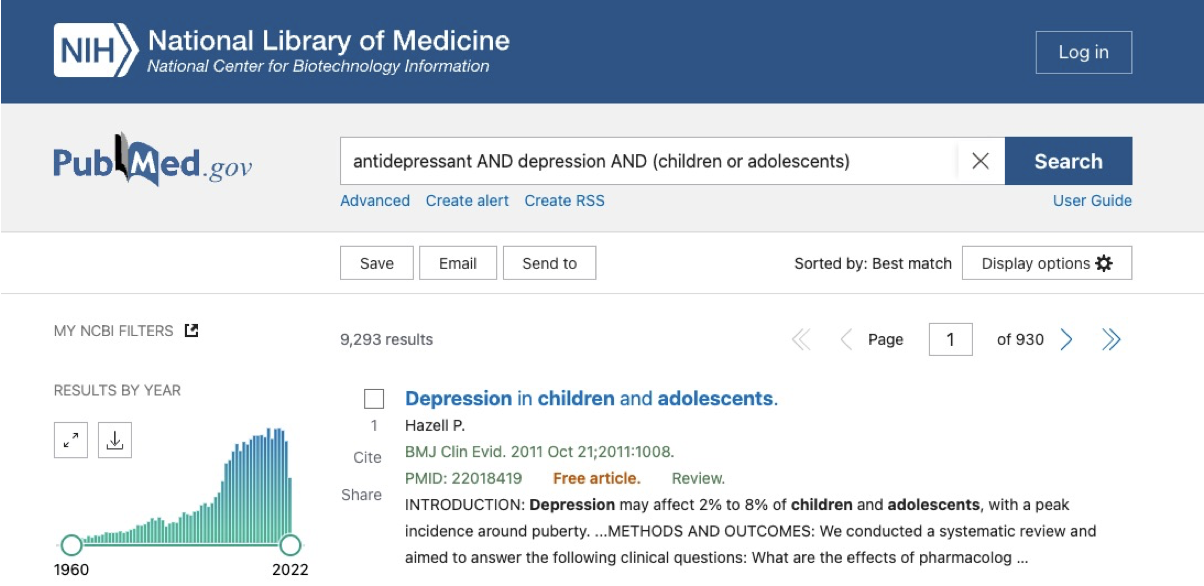 NIH National Library of Medicine
National Center for Biotechnology Information
Log in
PubMed.gov
antidepressant AND depression AND (children or adolescents)
Search
Advanced Create alert Create RSS
User Guide
Save Email Send to
Sorted by: Best match Display options
MY NCBI FILTERS
9,293 results
Page 1 of 930
RESULTS BY YEAR
1960 2022
Depression in children and adolescents.
1 Hazell P.
Cite BMJ Clin Evid. 2011 Oct 21;2011:1008.
PMID: 22018419 Free article. Review.
Share
INTRODUCTION: Depression may affect 2% to 8% of children and adolescents, with a peak
incidence around puberty. ...METHODS AND OUTCOMES: We conducted a systematic review and
aimed to answer the following clinical questions: What are the effects of pharmacolog ...